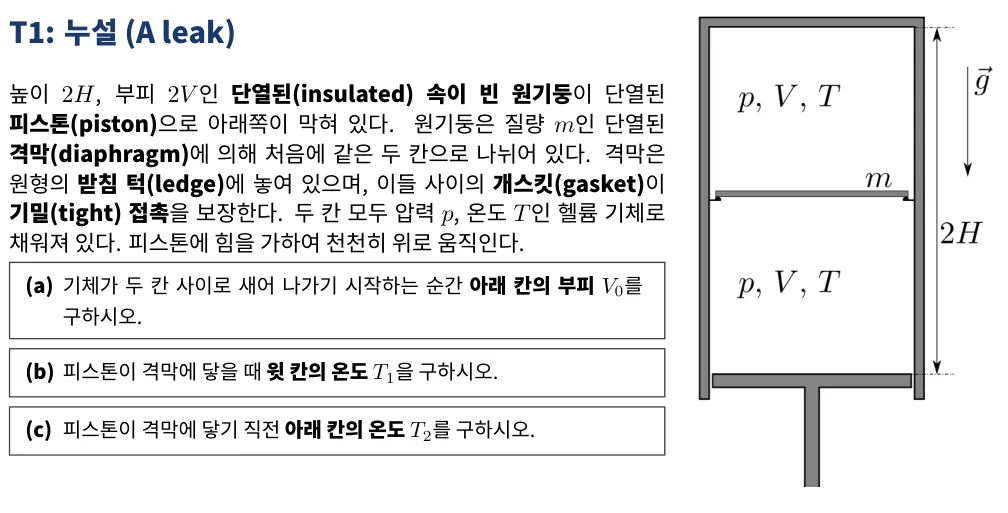 T1: 누설 (A leak)
높이 2H, 부피 2V인 단열된(insulated) 속이 빈 원기둥이 단열된
피스톤(piston)으로 아래쪽이 막혀 있다. 원기둥은 질량 m인 단열된
격막(diaphragm)에 의해 처음에 같은 두 칸으로 나뉘어 있다. 격막은
원형의 받침 턱(ledge)에 놓여 있으며, 이들 사이의 개스킷(gasket)이
기밀(tight) 접촉을 보장한다. 두 칸 모두 압력 p, 온도 T인 헬륨 기체로
채워져 있다. 피스톤에 힘을 가하여 천천히 위로 움직인다.
(a) 기체가 두 칸 사이로 새어 나가기 시작하는 순간 아래 칸의 부피 V₀를
구하시오.
(b) 피스톤이 격막에 닿을 때 윗 칸의 온도 T₁을 구하시오.
(c) 피스톤이 격막에 닿기 직전 아래 칸의 온도 T₂를 구하시오.
p, V, T
g⃗
m
2H
p, V, T